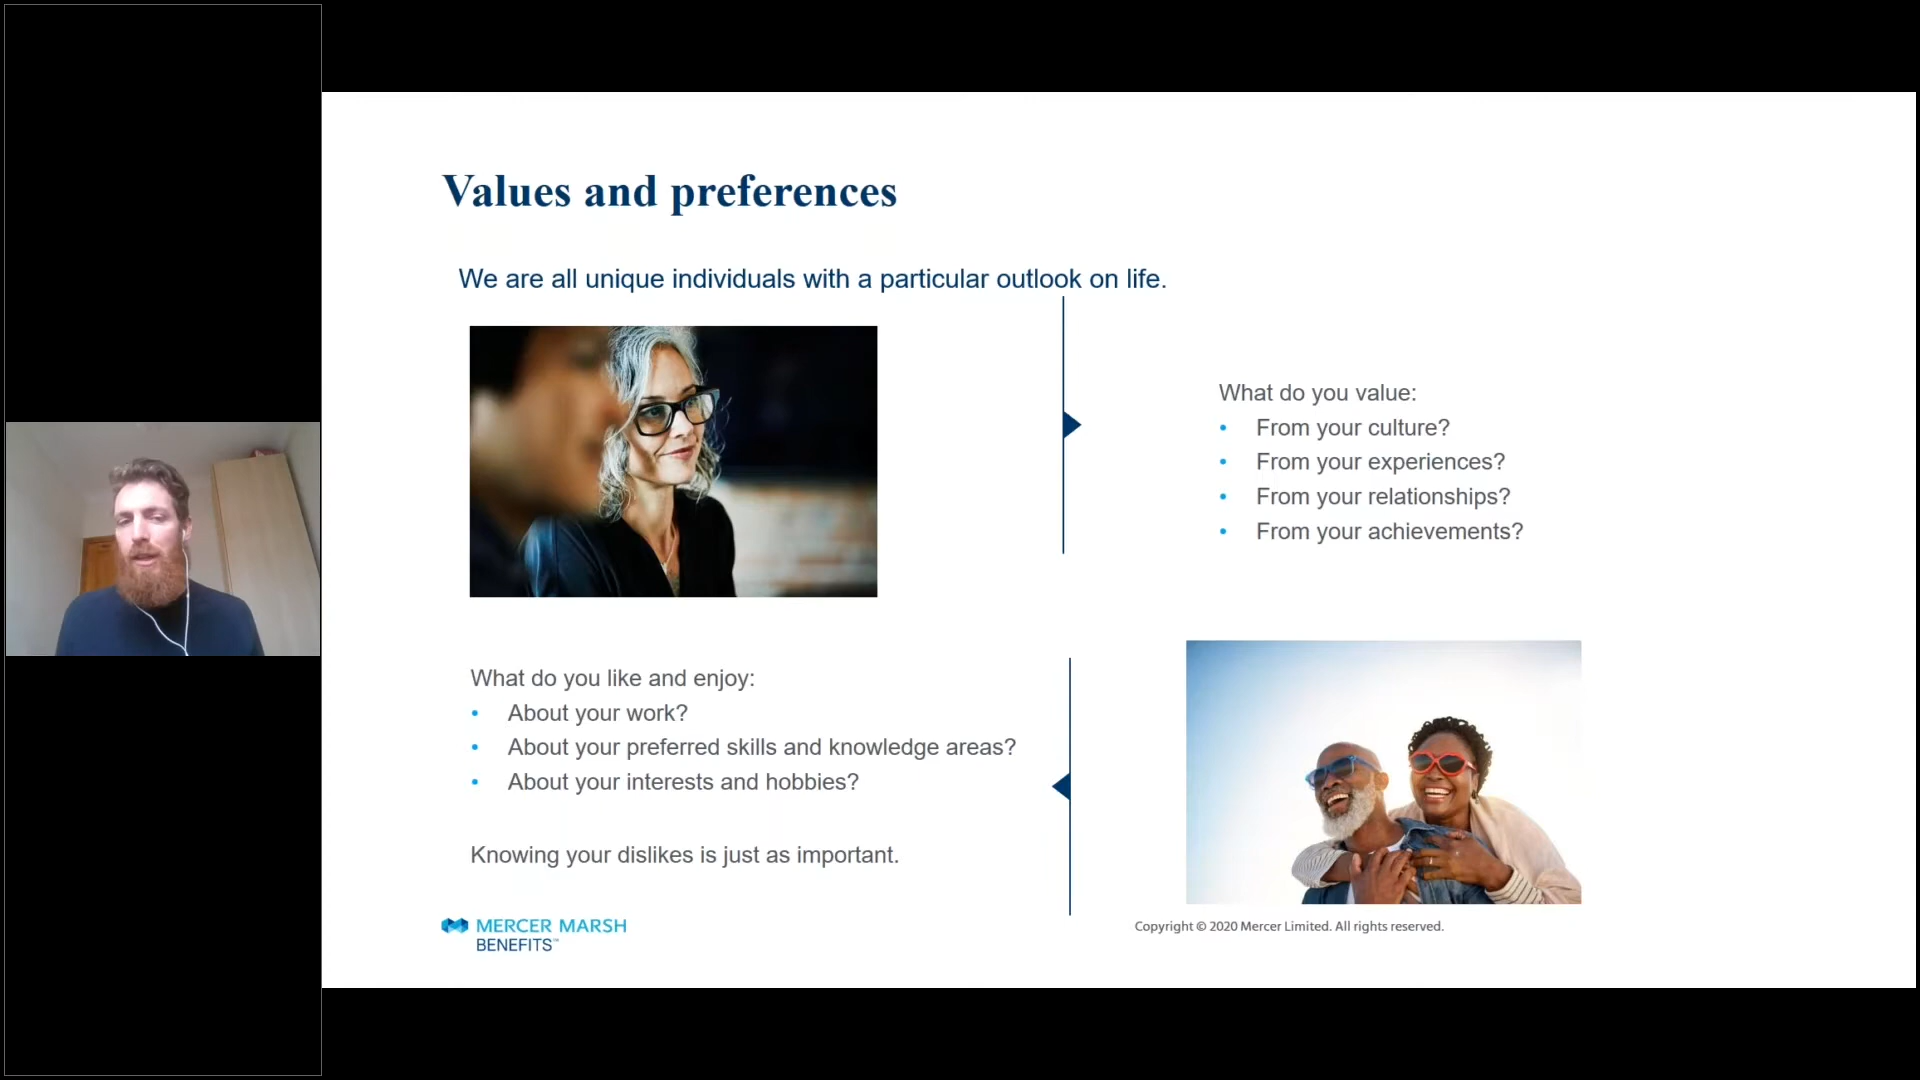 Values and preferences
We are all unique individuals with a particular outlook on life.
What do you value:
• From your culture?
• From your experiences?
• From your relationships?
• From your achievements?
What do you like and enjoy:
• About your work?
• About your preferred skills and knowledge areas?
• About your interests and hobbies?
Knowing your dislikes is just as important.
MERCER MARSH
BENEFITS™
Copyright © 2020 Mercer Limited. All rights reserved.